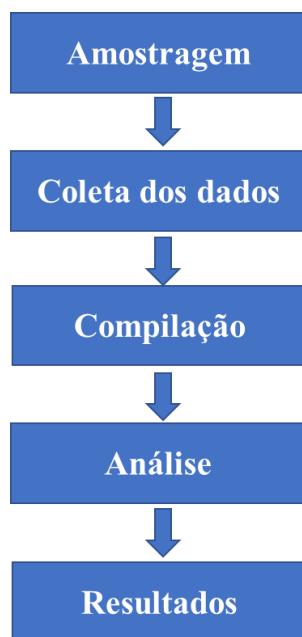 Amostragem
Coleta dos dados
Compilação
Análise
Resultados